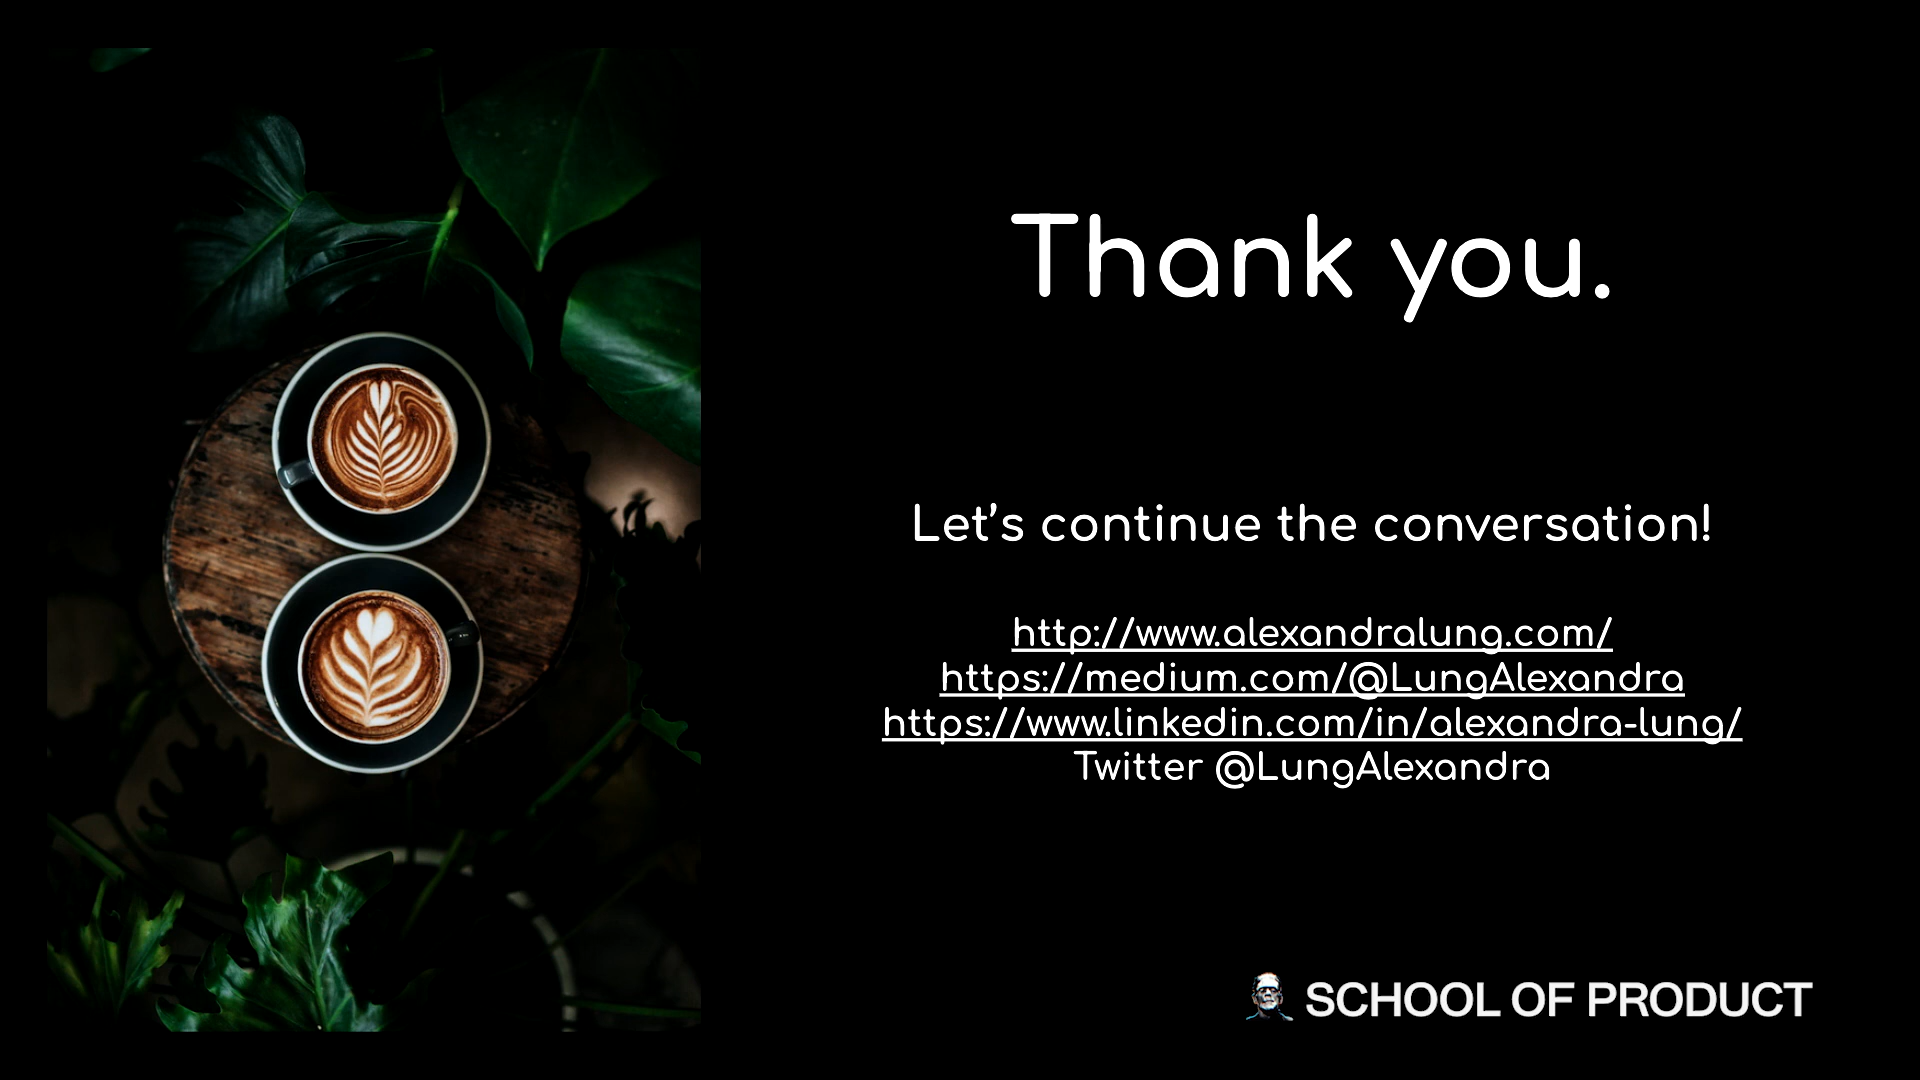 Thank you.
Let’s continue the conversation!
http://www.alexandralung.com/
https://medium.com/@LungAlexandra
https://www.linkedin.com/in/alexandra-lung/
Twitter @LungAlexandra
SCHOOL OF PRODUCT